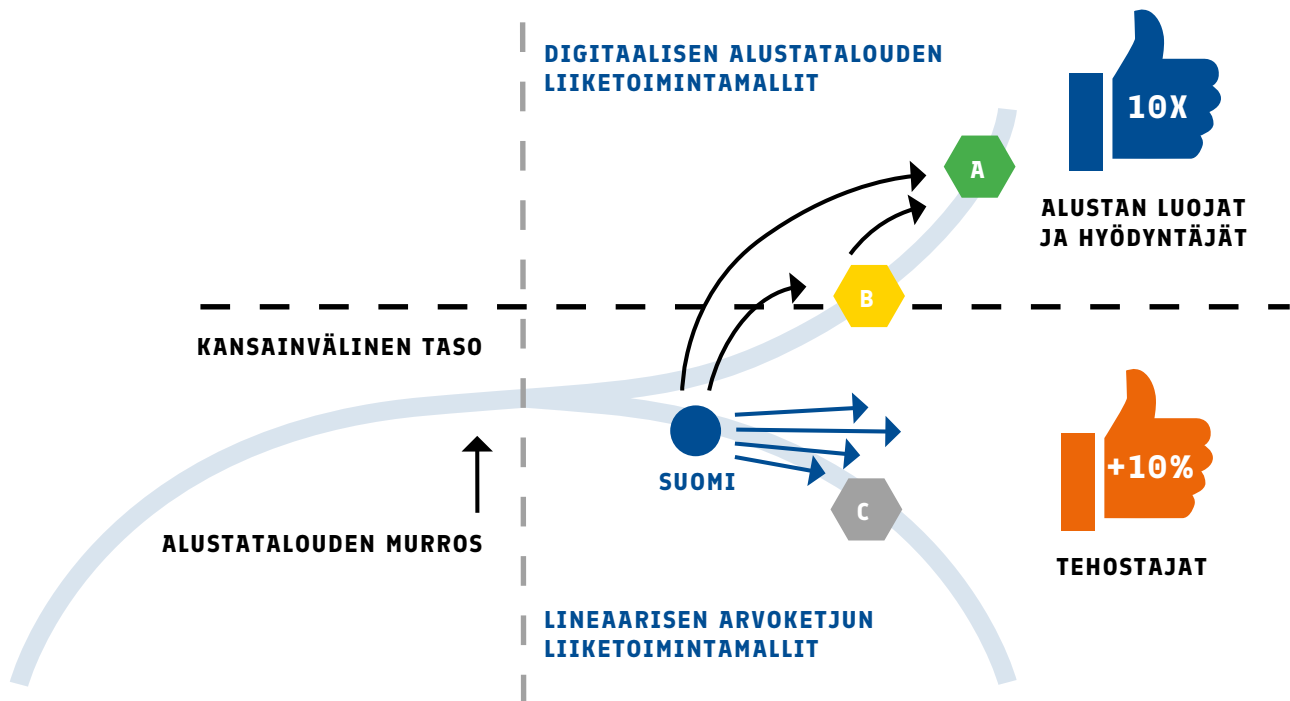 DIGITAALISEN ALUSTATALOUDEN
LIIKETOIMINTAMALLIT
10X
A
ALUSTAN LUOJAT
JA HYÖDYNTÄJÄT
B
KANSAINVÄLINEN TASO
+10%
SUOMI
C
ALUSTATALOUDEN MURROS
TEHOSTAJAT
LINEAARISEN ARVOKETJUN
LIIKETOIMINTAMALLIT